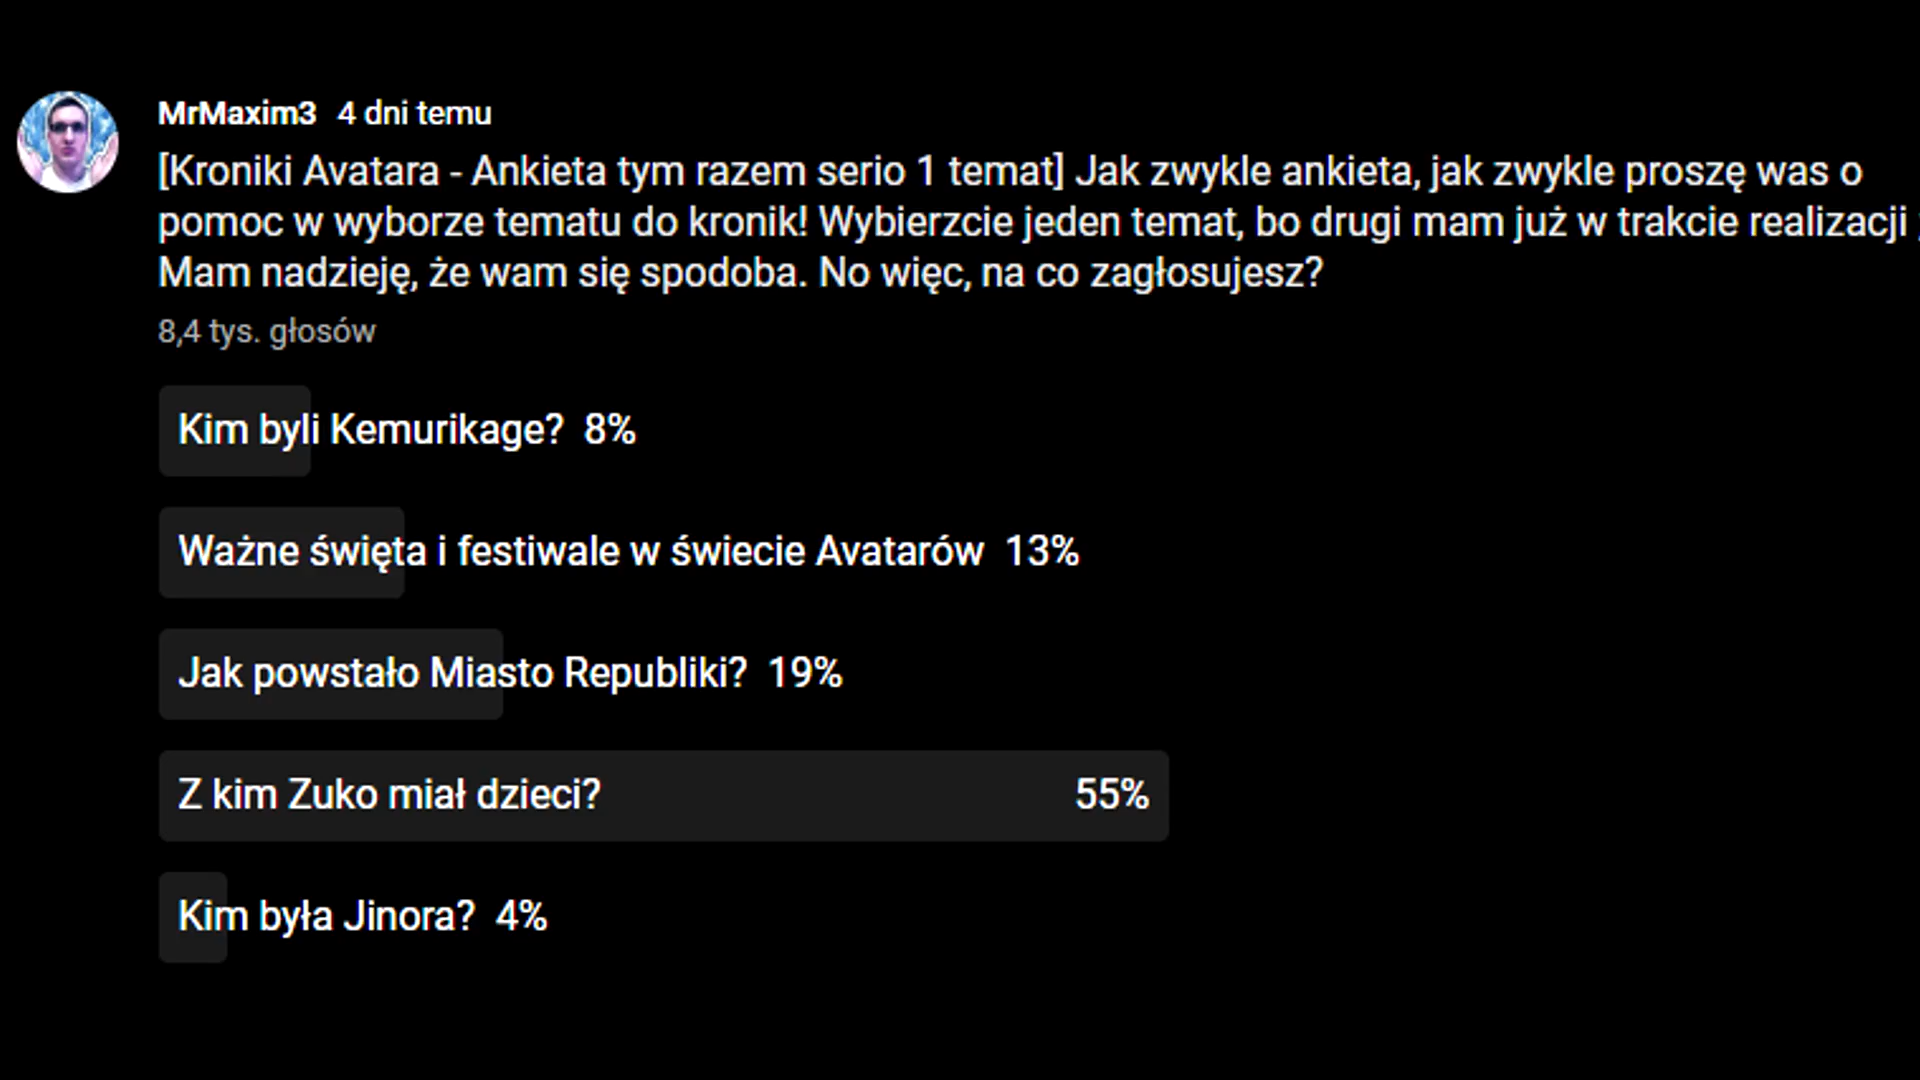 MrMaxim3 4 dni temu
[Kroniki Avatara - Ankieta tym razem serio 1 temat] Jak zwykle ankieta, jak zwykle proszę was o
pomoc w wyborze tematu do kronik! Wybierzcie jeden temat, bo drugi mam już w trakcie realizacji
Mam nadzieję, że wam się spodoba. No więc, na co zagłosujesz?
8,4 tys. głosów
Kim byli Kemurikage? 8%
Ważne święta i festiwale w świecie Avatarów 13%
Jak powstało Miasto Republiki? 19%
Z kim Zuko miał dzieci? 55%
Kim była Jinora? 4%